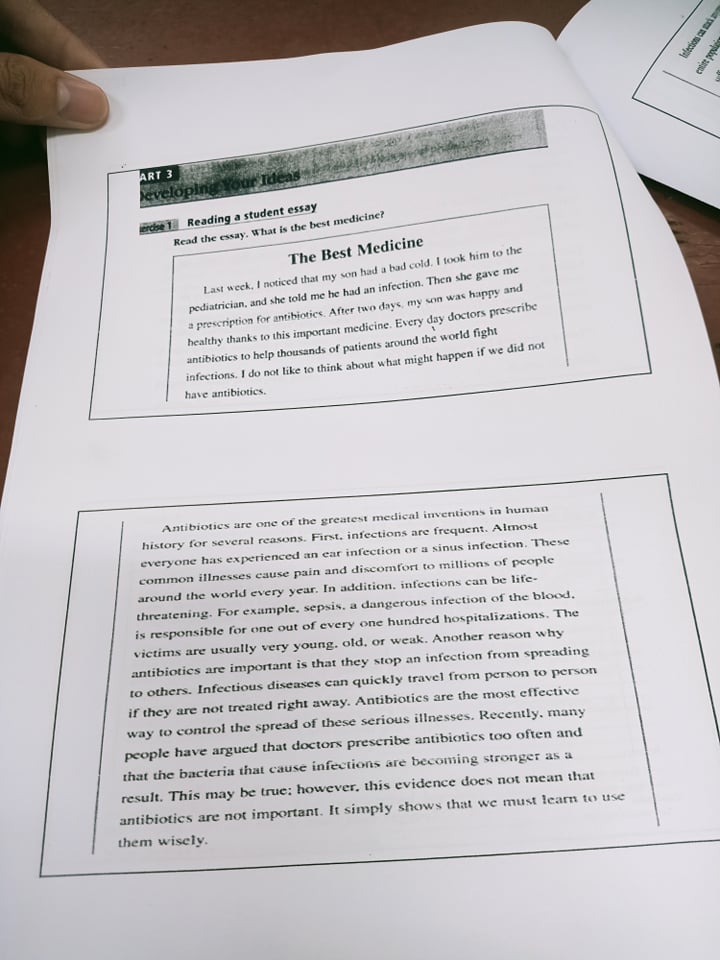 ART 3
Developing Your Ideas
ercise 1 Reading a student essay
Read the essay. What is the best medicine?
The Best Medicine
Last week, I noticed that my son had a bad cold. I took him to the
pediatrician, and she told me he had an infection. Then she gave me
a prescription for antibiotics. After two days, my son was happy and
healthy thanks to this important medicine. Every day doctors prescribe
antibiotics to help thousands of patients around the world fight
infections. I do not like to think about what might happen if we did not
have antibiotics.
Antibiotics are one of the greatest medical inventions in human
history for several reasons. First, infections are frequent. Almost
everyone has experienced an ear infection or a sinus infection. These
common illnesses cause pain and discomfort to millions of people
around the world every year. In addition, infections can be life-
threatening. For example, sepsis, a dangerous infection of the blood,
is responsible for one out of every one hundred hospitalizations. The
victims are usually very young, old, or weak. Another reason why
antibiotics are important is that they stop an infection from spreading
to others. Infectious diseases can quickly travel from person to person
if they are not treated right away. Antibiotics are the most effective
way to control the spread of these serious illnesses. Recently, many
people have argued that doctors prescribe antibiotics too often and
that the bacteria that cause infections are becoming stronger as a
result. This may be true; however, this evidence does not mean that
antibiotics are not important. It simply shows that we must learn to use
them wisely.
Infections can attack
entire population